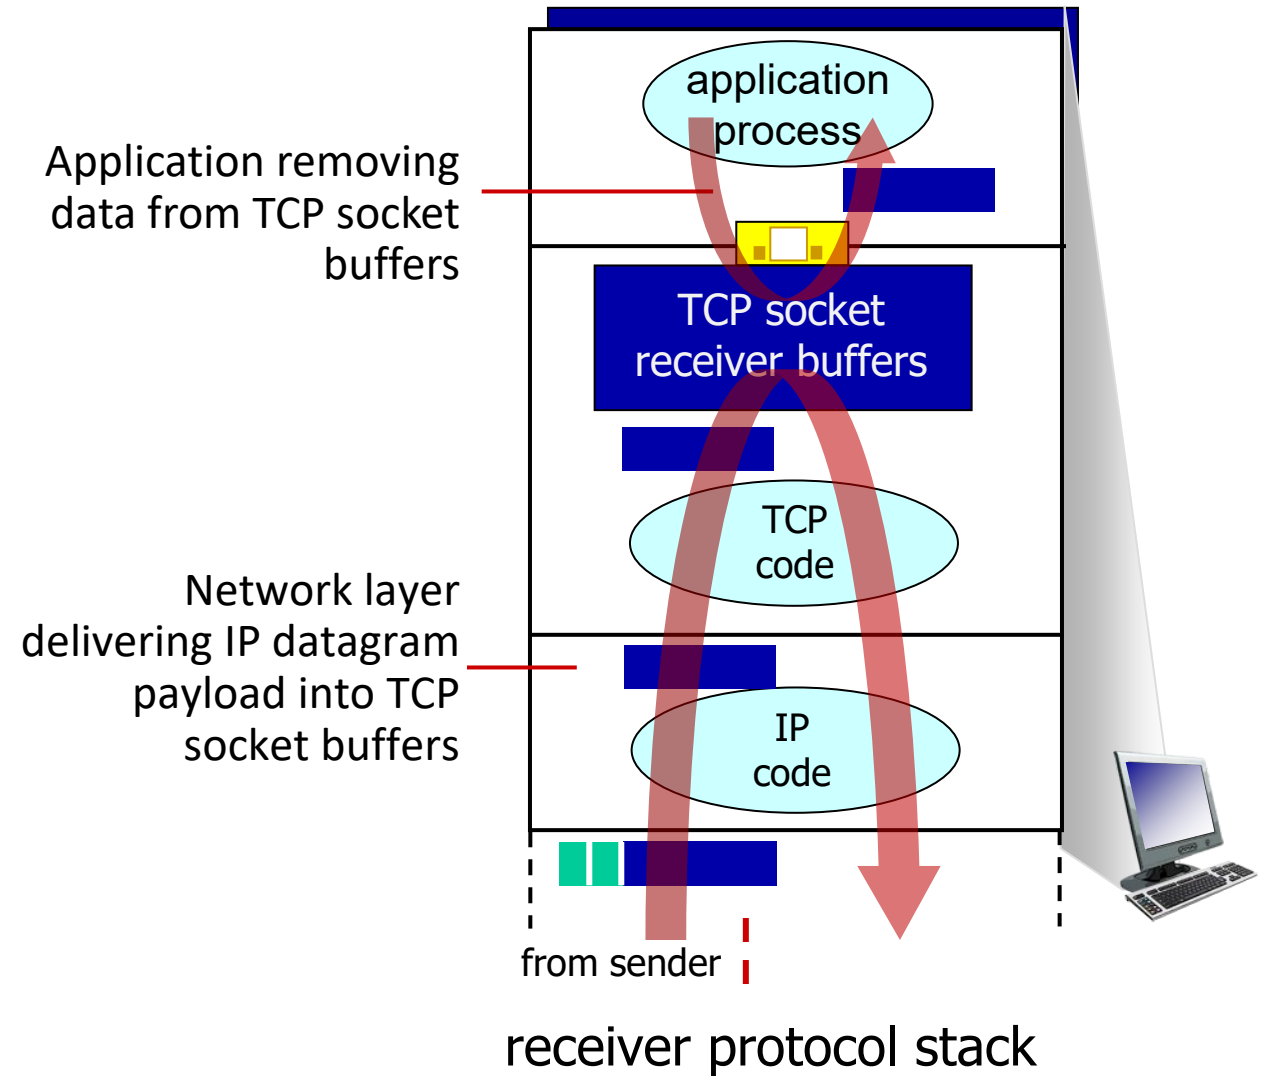 application
process
Application removing
data from TCP socket
buffers
TCP socket
receiver buffers
TCP
code
Network layer
delivering IP datagram
payload into TCP
socket buffers
IP
code
from sender
receiver protocol stack